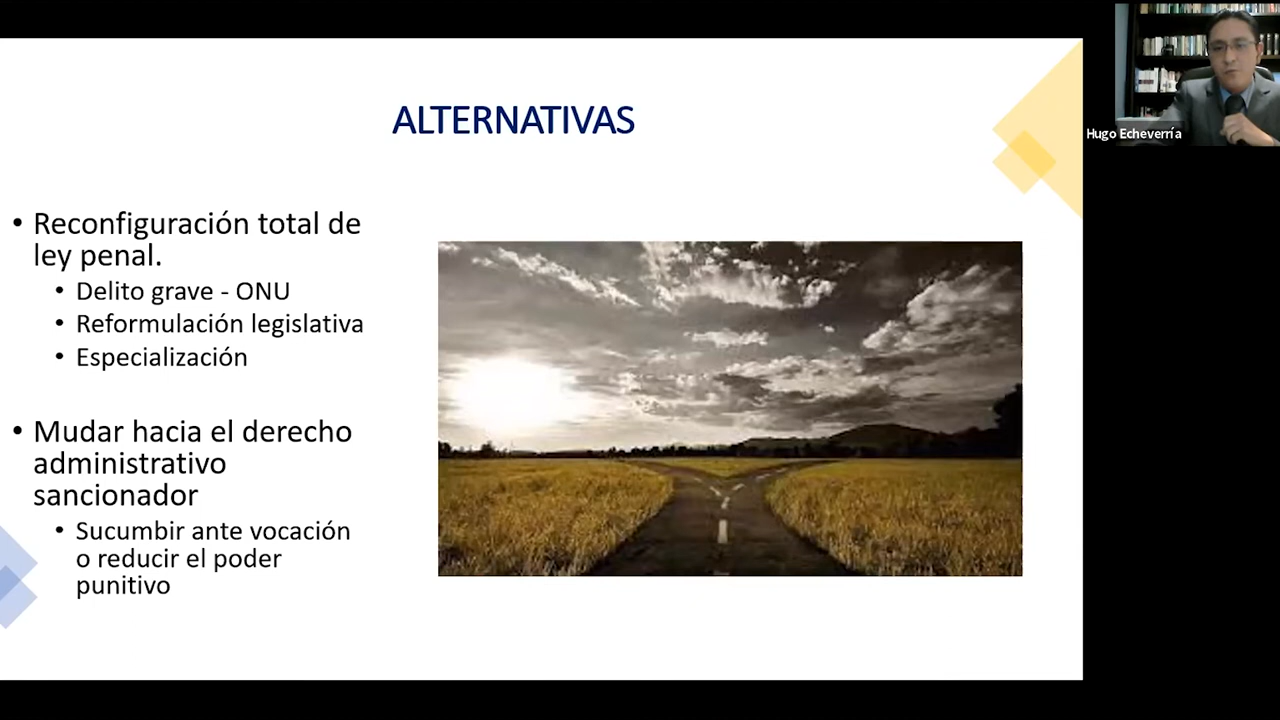 ALTERNATIVAS
Hugo Echeverría
• Reconfiguración total de
ley penal.
• Delito grave - ONU
• Reformulación legislativa
• Especialización
• Mudar hacia el derecho
administrativo
sancionador
• Sucumbir ante vocación
o reducir el poder
punitivo